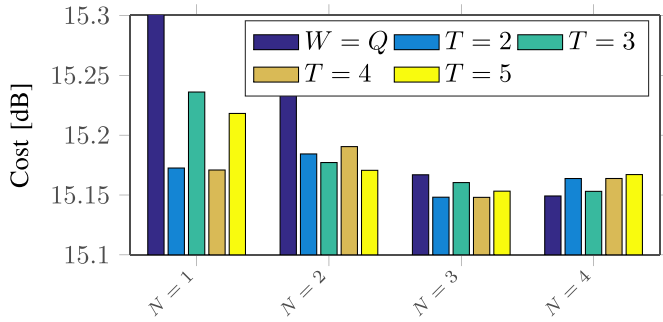 15.3
15.25
15.2
15.15
15.1
Cost [dB]
W = Q T = 2 T = 3
T = 4 T = 5
N = 1
N = 2
N = 3
N = 4